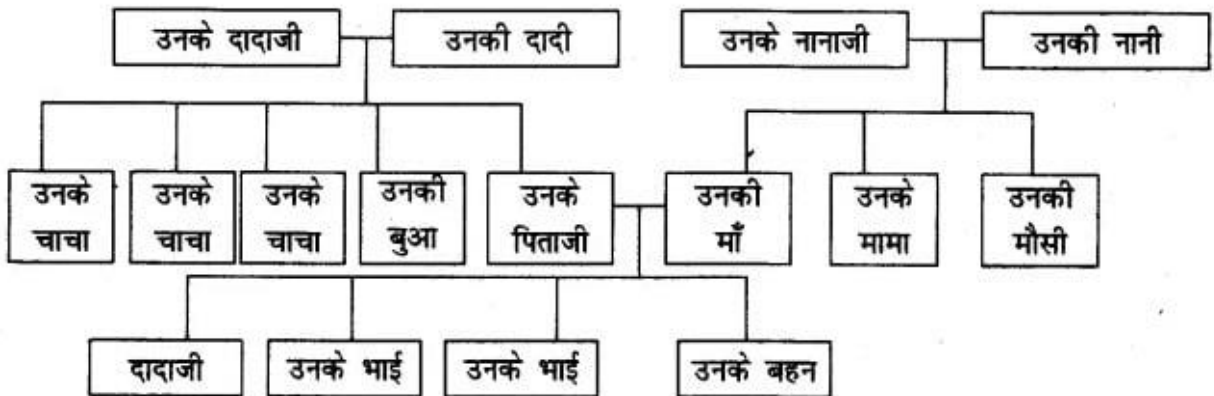 उनके दादाजी
उनकी दादी
उनके नानाजी
उनकी नानी
उनके
चाचा
उनके
चाचा
उनके
चाचा
उनकी
बुआ
उनके
पिताजी
उनकी
माँ
उनके
मामा
उनकी
मौसी
दादाजी
उनके भाई
उनके भाई
उनके बहन